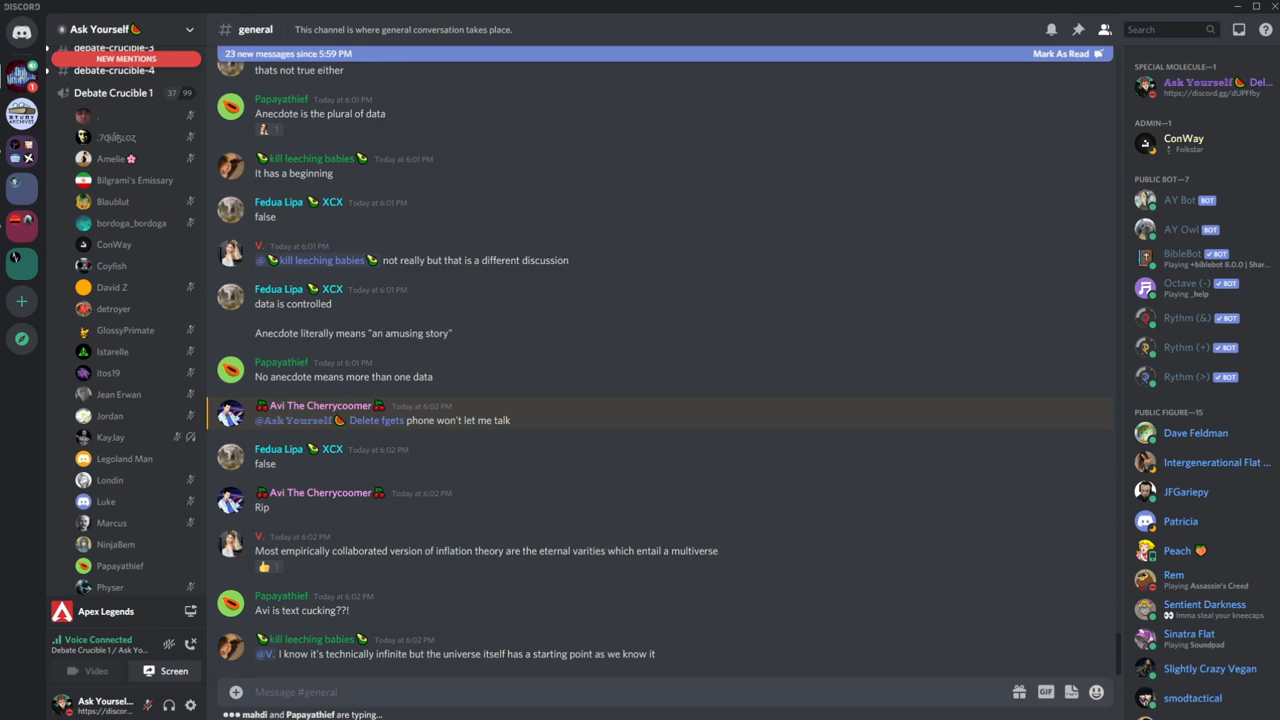 DISCORD
Ask Yourself🍉
# general
This channel is where general conversation takes place.
Search
debate-crucible-3
NEW MENTIONS
debate-crucible-4
Debate Crucible 1 37 99
.
Amelie 🌸
Bilgrami's Emissary
Blaublut
bordoga_bordoga
ConWay
Coyfish
David Z
detroyer
GlossyPrimate
Istarelle
itos19
Jean Erwan
Jordan
KayJay
Legoland Man
Londin
Luke
Marcus
NinjaBem
Papayathief
Physer
Apex Legends
Voice Connected
Debate Crucible 1 / Ask Yo...
Video
Screen
Ask Yoursel...
https://discor...
1
STUDY
ARCHIVES
23 new messages since 5:59 PM
Mark As Read
thats not true either
Papayathief Today at 6:01 PM
Anecdote is the plural of data
1
🥑kill leeching babies🥑 Today at 6:01 PM
It has a beginning
Fedua Lipa 🥑 XCX Today at 6:01 PM
false
V. Today at 6:01 PM
@🥑kill leeching babies🥑 not really but that is a different discussion
Fedua Lipa 🥑 XCX Today at 6:01 PM
data is controlled
Anecdote literally means "an amusing story"
Papayathief Today at 6:01 PM
No anecdote means more than one data
🍒Avi The Cherrycoomer🍒 Today at 6:02 PM
@Ask Yourself🍉 Delete fgets phone won't let me talk
Fedua Lipa 🥑 XCX Today at 6:02 PM
false
🍒Avi The Cherrycoomer🍒 Today at 6:02 PM
Rip
V. Today at 6:02 PM
Most empirically collaborated version of inflation theory are the eternal varities which entail a multiverse
👍 1
Papayathief Today at 6:02 PM
Avi is text cucking??!
🥑kill leeching babies🥑 Today at 6:02 PM
@V. I know it's technically infinite but the universe itself has a starting point as we know it
Message #general
GIF
mahdi and Papayathief are typing...
SPECIAL MOLECULE—1
Ask Yourself🍉 Del...
https://discord.gg/dUPFfby
ADMIN—1
ConWay
Folkstar
PUBLIC BOT—7
AY Bot BOT
AY Owl BOT
BibleBot ✓ BOT
Playing +biblebot 8.0.0 | Shar...
Octave (-) ✓ BOT
Playing _help
Rythm (&) ✓ BOT
Rythm (+) ✓ BOT
Rythm (>) ✓ BOT
PUBLIC FIGURE—15
Dave Feldman
Intergenerational Flat ...
JFGariepy
Patricia
Peach 🍑
Rem
Playing Assassin's Creed
Sentient Darkness
👀 Imma steal your kneecaps
Sinatra Flat
Playing Soundpad
Slightly Crazy Vegan
smodtactical